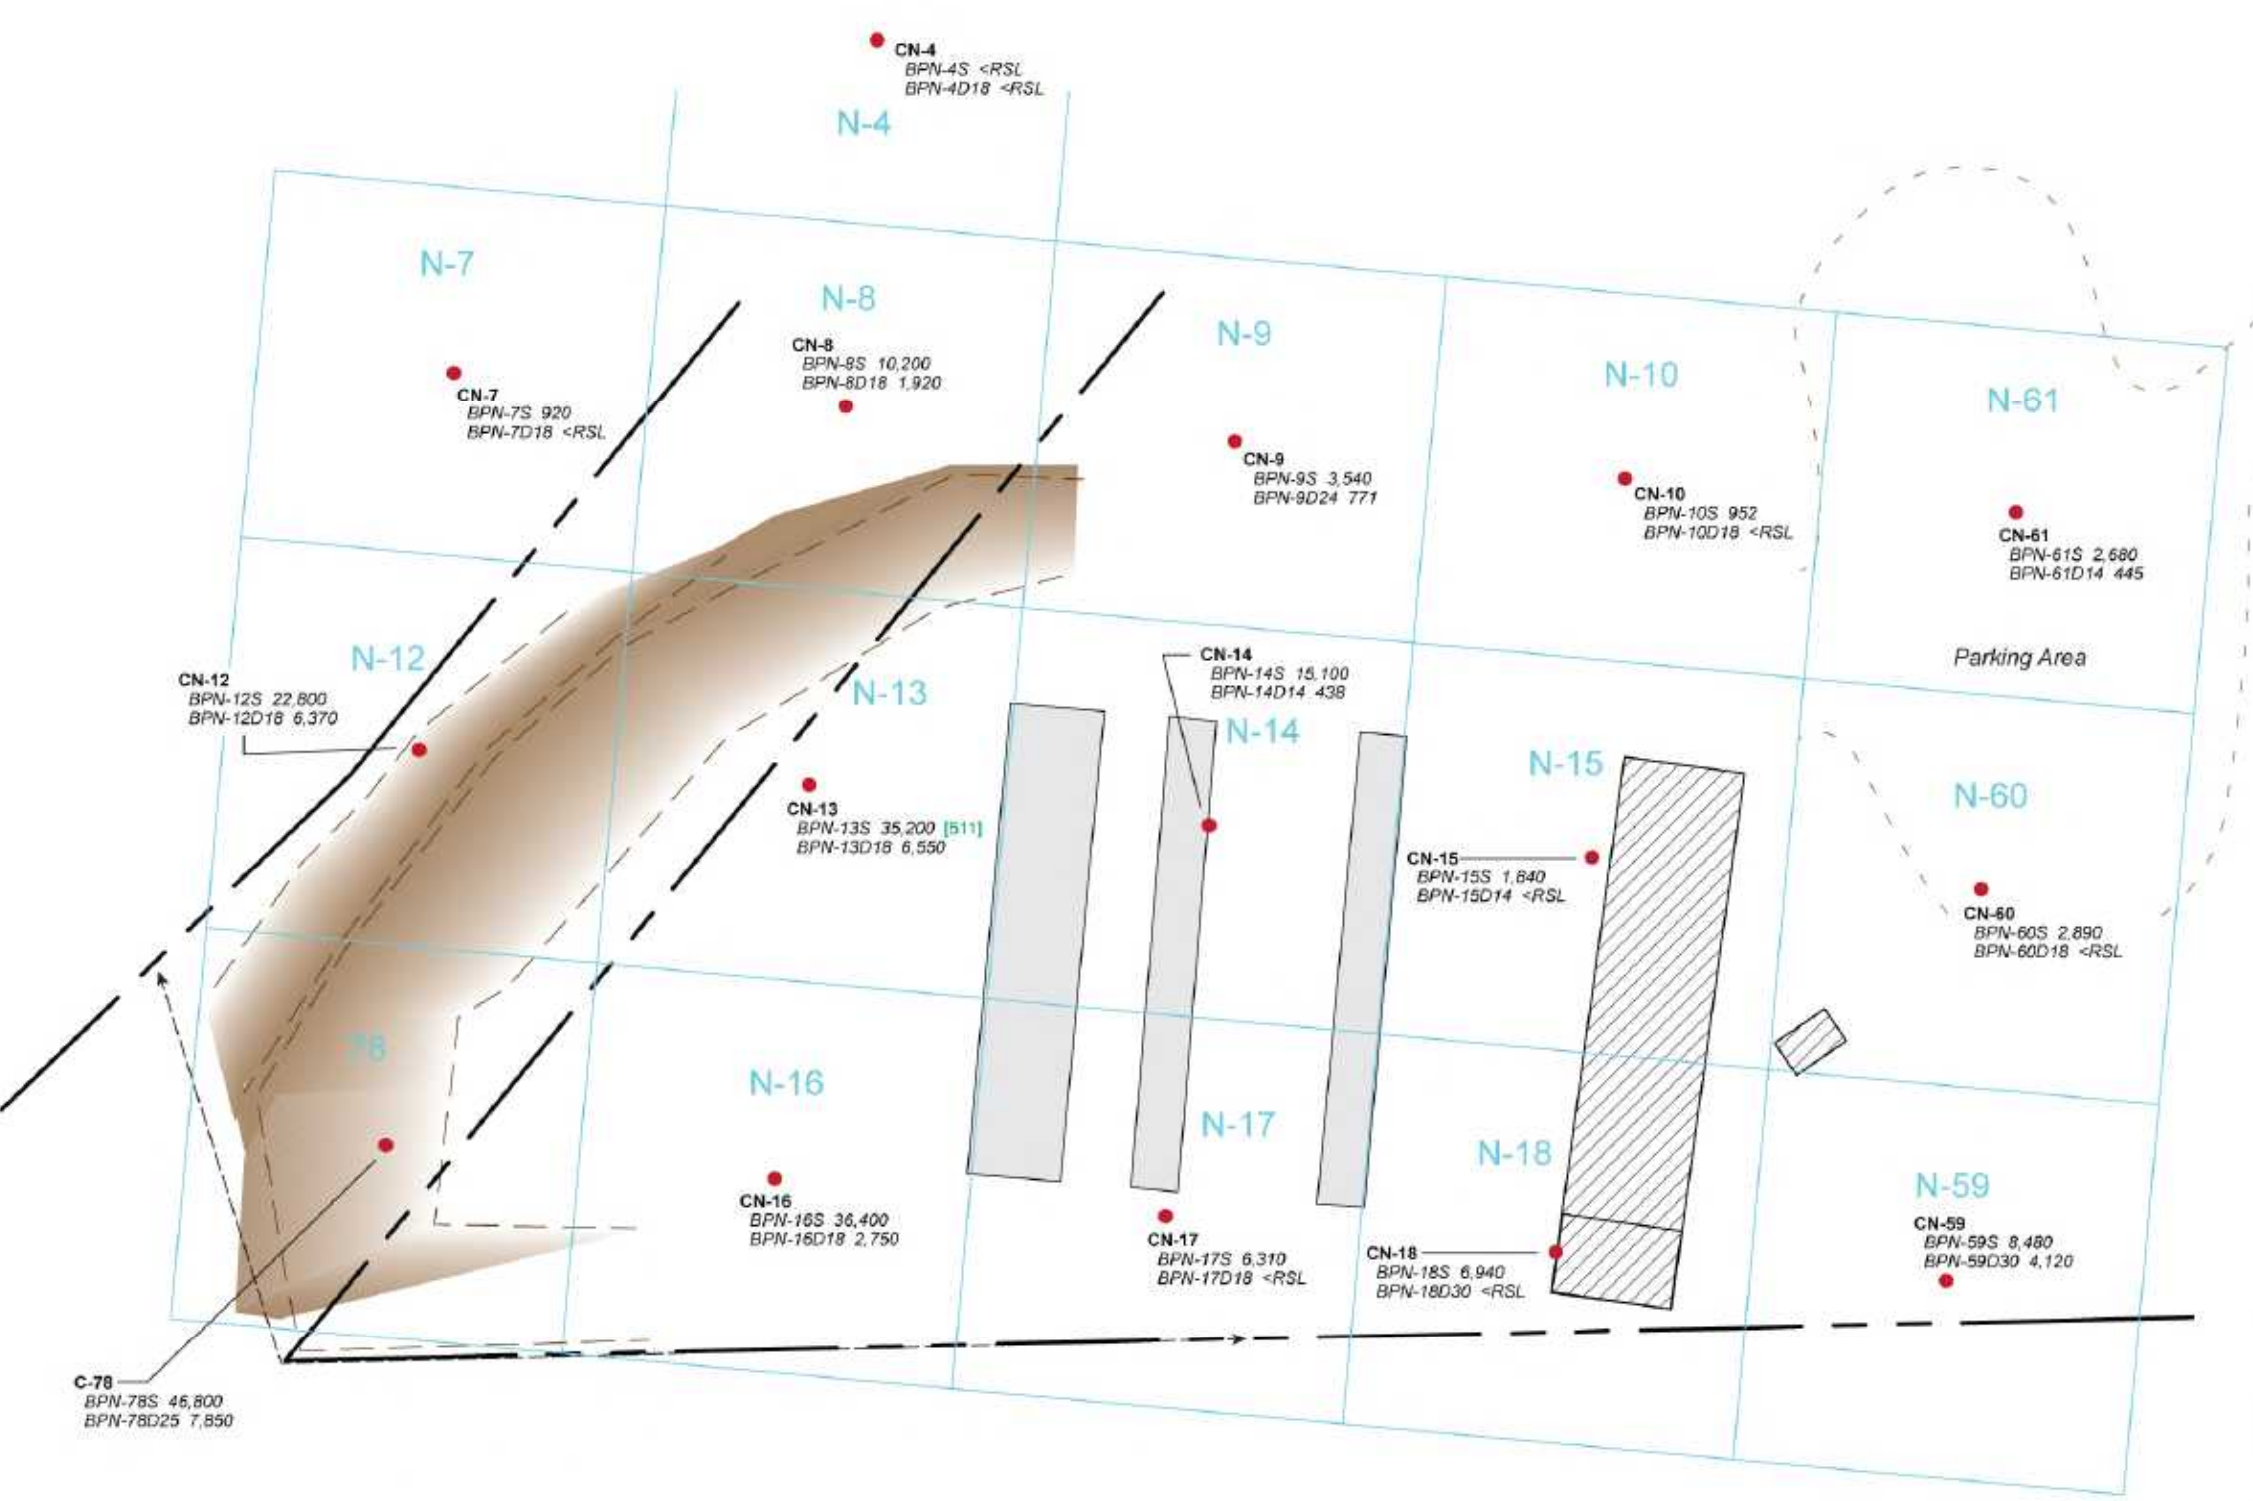 CN-4
BPN-4S <RSL
BPN-4D18 <RSL
N-4
N-7
CN-7
BPN-7S 920
BPN-7D18 <RSL
N-8
CN-8
BPN-8S 10,200
BPN-8D18 1,920
N-9
CN-9
BPN-9S 3,540
BPN-9D24 771
N-10
CN-10
BPN-10S 952
BPN-10D18 <RSL
N-61
CN-61
BPN-61S 2,680
BPN-61D14 445
Parking Area
N-12
CN-12
BPN-12S 22,800
BPN-12D18 6,370
N-13
CN-13
BPN-13S 35,200 [511]
BPN-13D18 6,550
CN-14
BPN-14S 15,100
BPN-14D14 438
N-14
N-15
CN-15
BPN-15S 1,840
BPN-15D14 <RSL
N-60
CN-60
BPN-60S 2,890
BPN-60D18 <RSL
78
N-16
CN-16
BPN-16S 36,400
BPN-16D18 2,750
N-17
CN-17
BPN-17S 6,310
BPN-17D18 <RSL
N-18
CN-18
BPN-18S 6,940
BPN-18D30 <RSL
N-59
CN-59
BPN-59S 8,480
BPN-59D30 4,120
C-78
BPN-78S 46,800
BPN-78D25 7,850